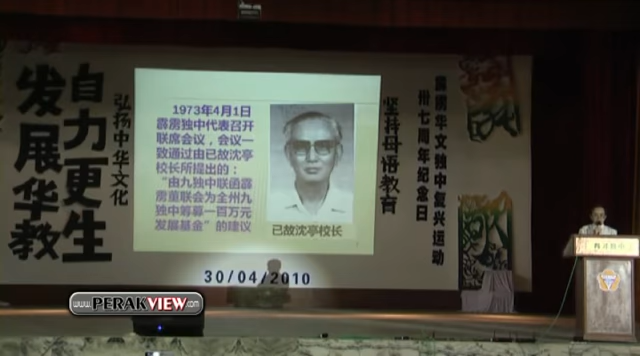 自力更生
发展华教
弘扬中华文化
1973年4月1日
霹雳独中代表召开
联席会议，会议一
致通过由已故沈亭
校长所提出的：
“由九独中联函霹
雳董联会为全州九
独中筹募一百万元
发展基金”的建议
已故沈亭校长
坚持母语教育
霹雳华文独中复兴运动
卅七周年纪念日
30/04/2010
www.PERAKVIEW.com